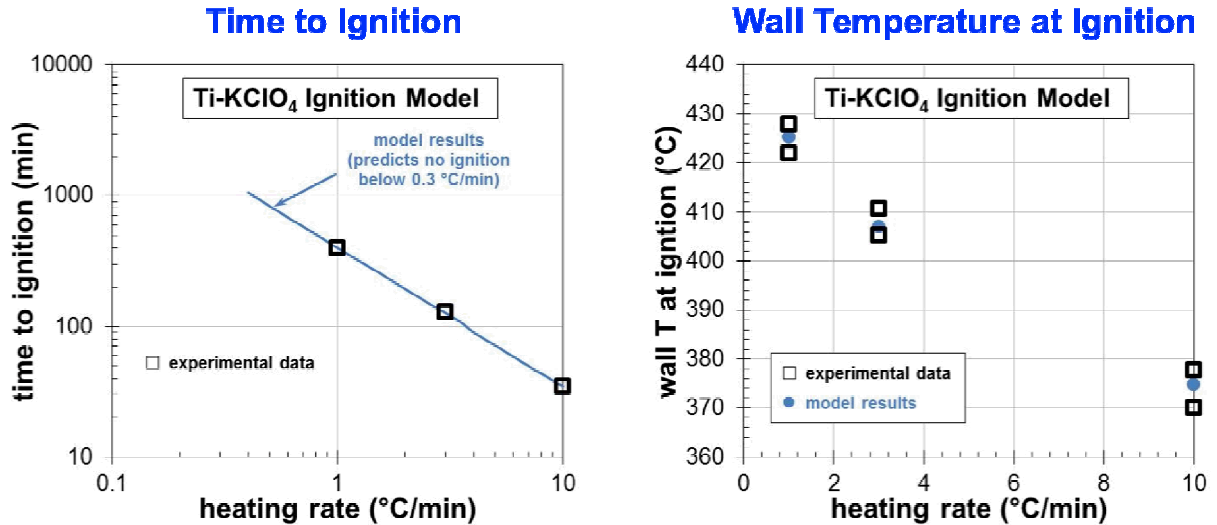 Time to Ignition
10000
1000
100
10
time to ignition (min)
Ti-KClO4 Ignition Model
model results
(predicts no ignition
below 0.3 °C/min)
experimental data
0.1
1
10
heating rate (°C/min)
Wall Temperature at Ignition
440
430
420
410
400
390
380
370
360
wall T at igntion (°C)
Ti-KClO4 Ignition Model
experimental data
model results
0
2
4
6
8
10
heating rate (°C/min)